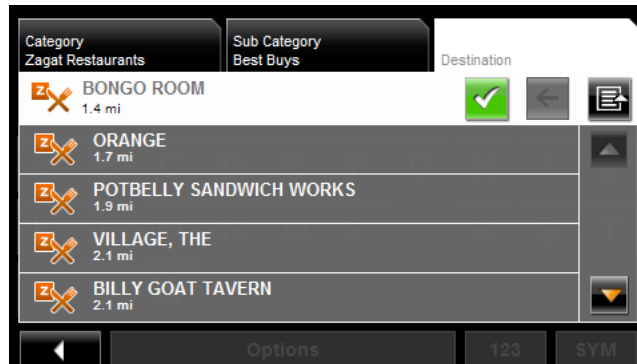 Category
Zagat Restaurants
Sub Category
Best Buys
Destination
BONGO ROOM
1.4 mi
ORANGE
1.7 mi
POTBELLY SANDWICH WORKS
1.9 mi
VILLAGE, THE
2.1 mi
BILLY GOAT TAVERN
2.1 mi
Options
123
SYM